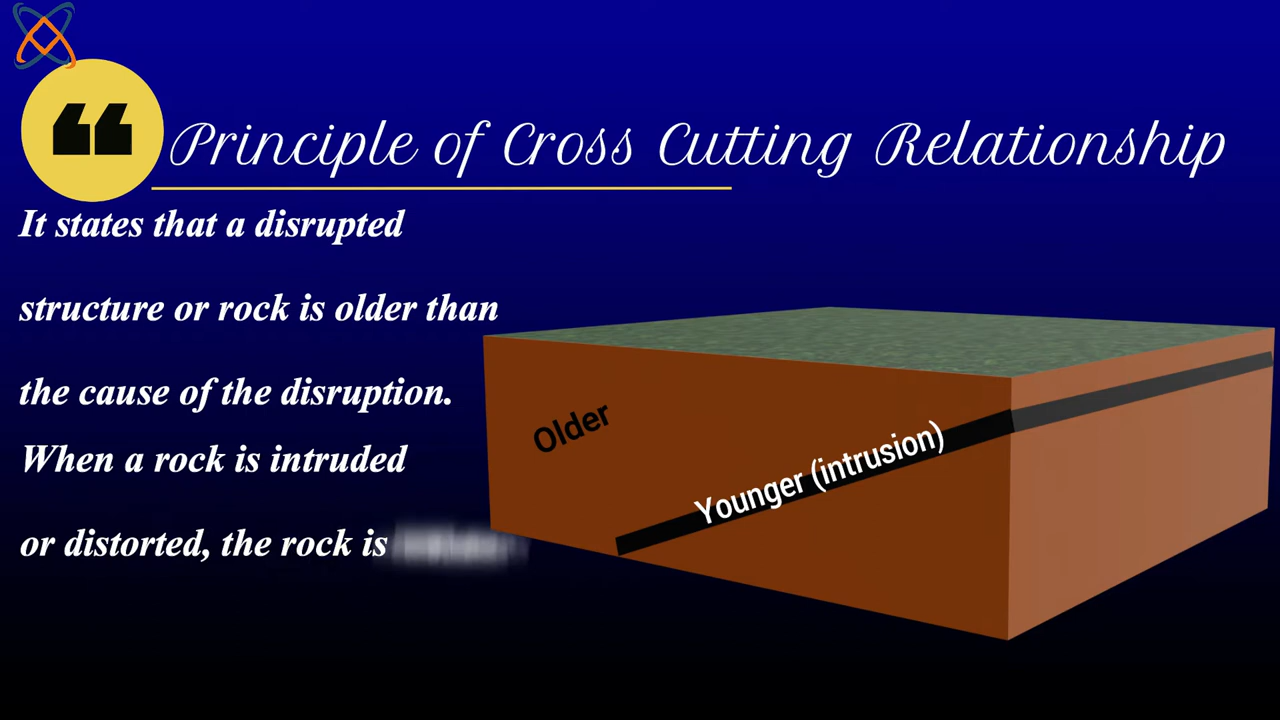 ❝
Principle of Cross Cutting Relationship
It states that a disrupted
structure or rock is older than
the cause of the disruption.
When a rock is intruded
or distorted, the rock is
Older
Younger (intrusion)